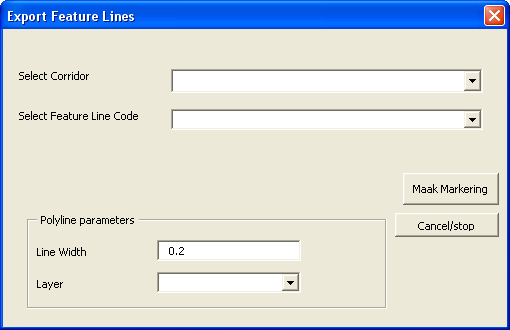 Export Feature Lines
Select Corridor
Select Feature Line Code
Maak Markering
Cancel/stop
Polyline parameters
Line Width
0.2
Layer